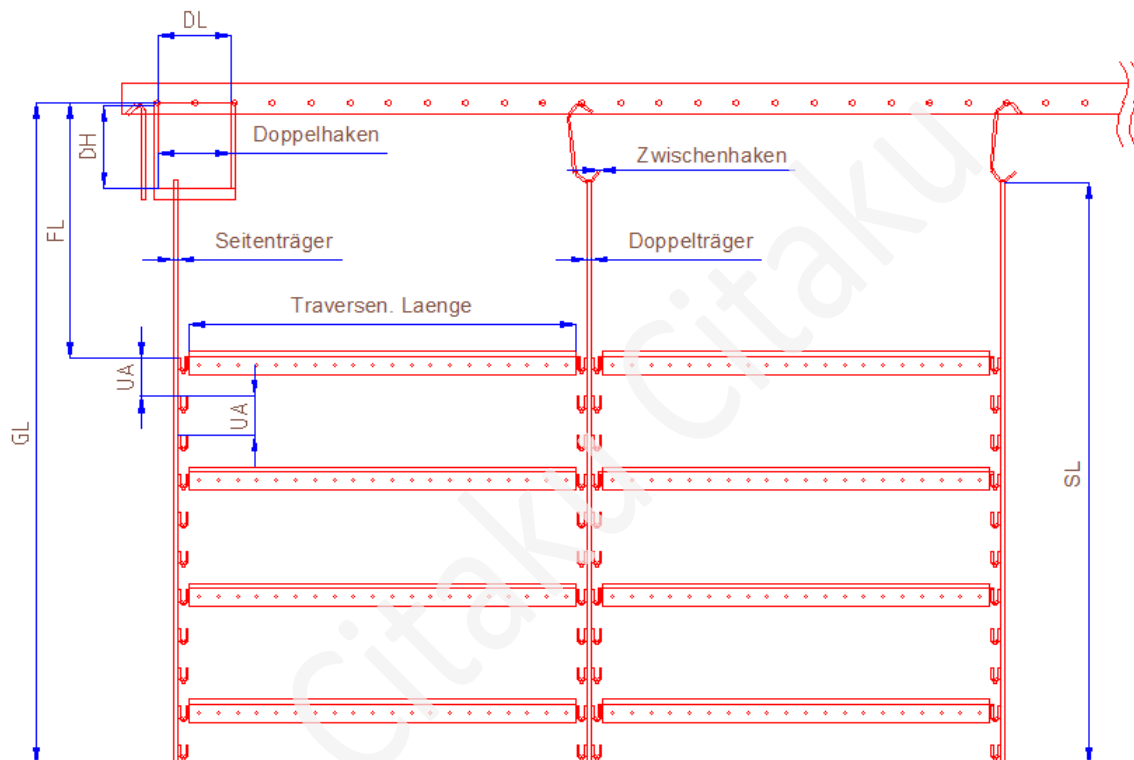 DL
Doppelhaken
DH
Zwischenhaken
FL
Seitenträger
Doppelträger
Traversen. Laenge
UA
UA
GL
SL
Citaku
Citaku